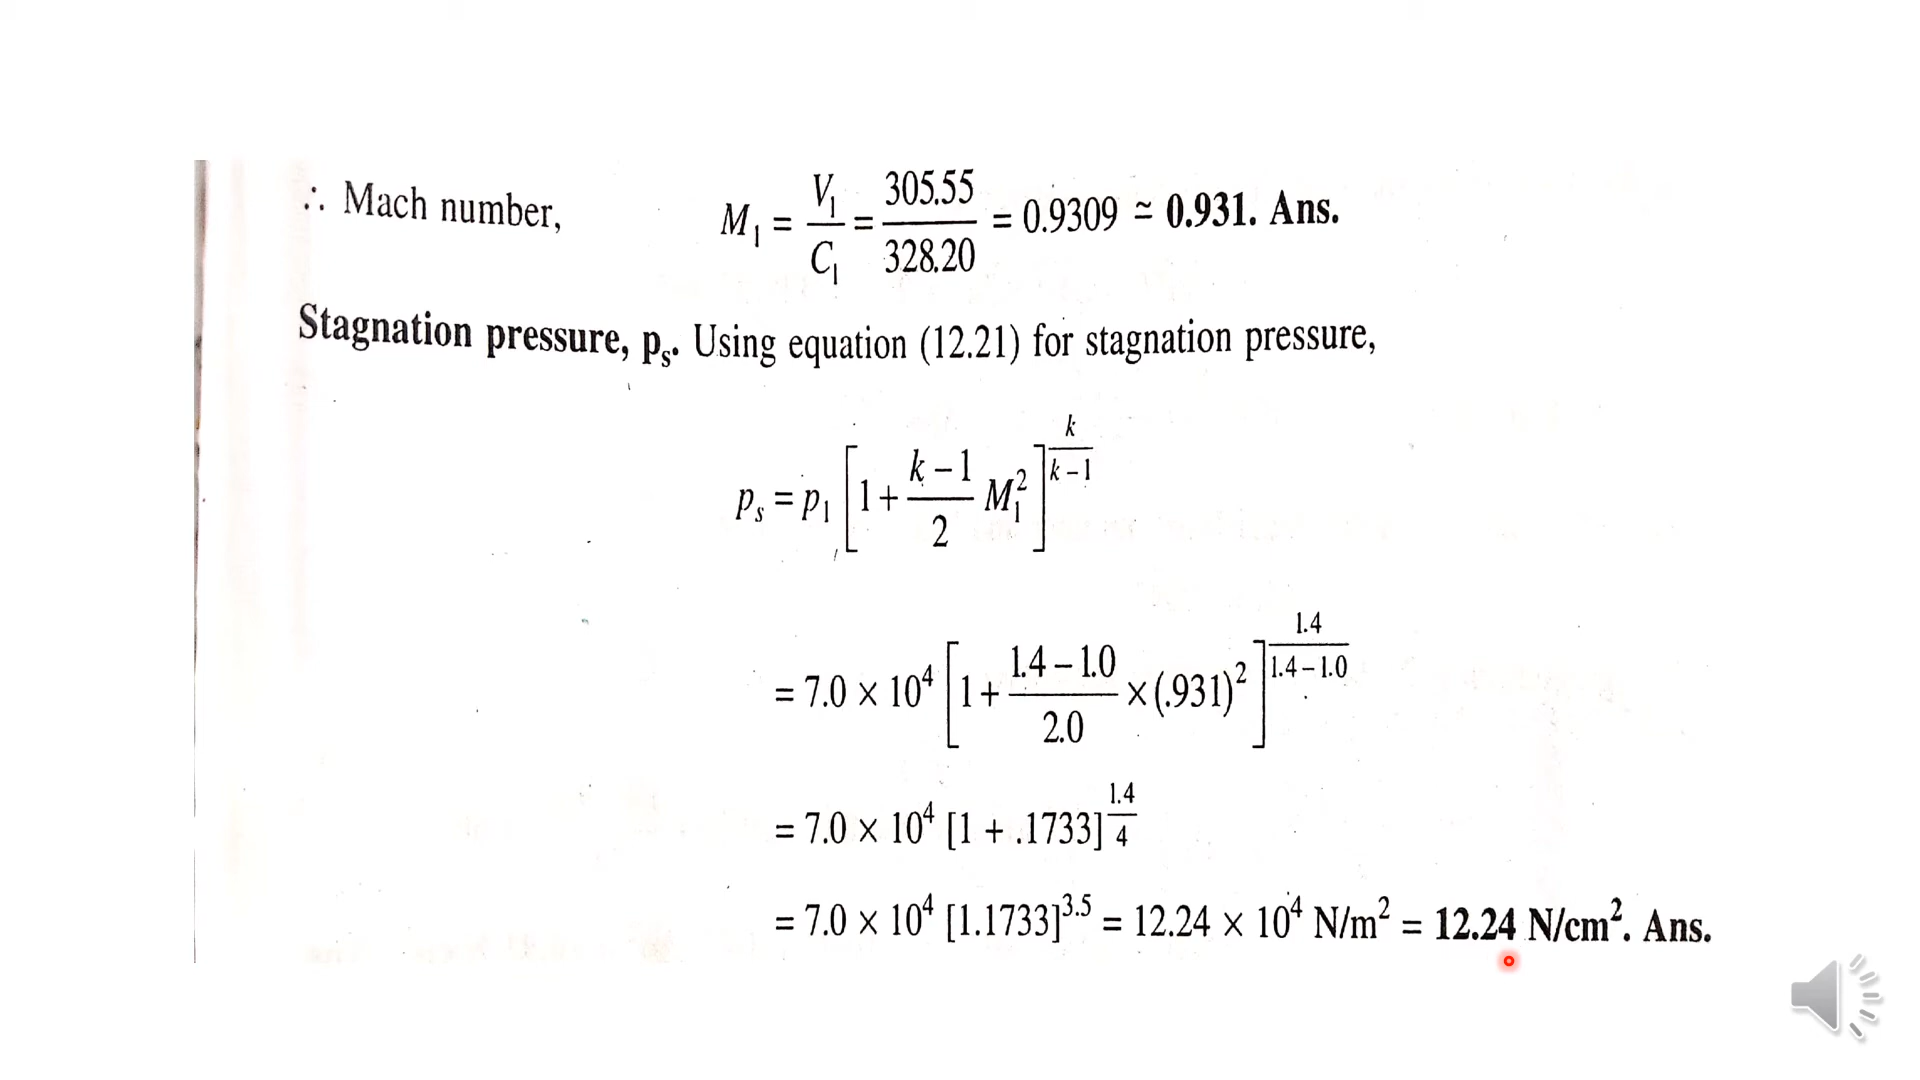 ∴ Mach number, M₁ = V₁/C₁ = 305.55/328.20 = 0.9309 ≃ 0.931. Ans.
Stagnation pressure, pₛ. Using equation (12.21) for stagnation pressure,
pₛ = p₁ [1 + (k – 1)/2 M₁²]^(k/(k – 1))
= 7.0 × 10⁴ [1 + (1.4 – 1.0)/2.0 × (.931)²]^(1.4/(1.4 – 1.0))
= 7.0 × 10⁴ [1 + .1733]^(1.4/4)
= 7.0 × 10⁴ [1.1733]^3.5 = 12.24 × 10⁴ N/m² = 12.24 N/cm². Ans.